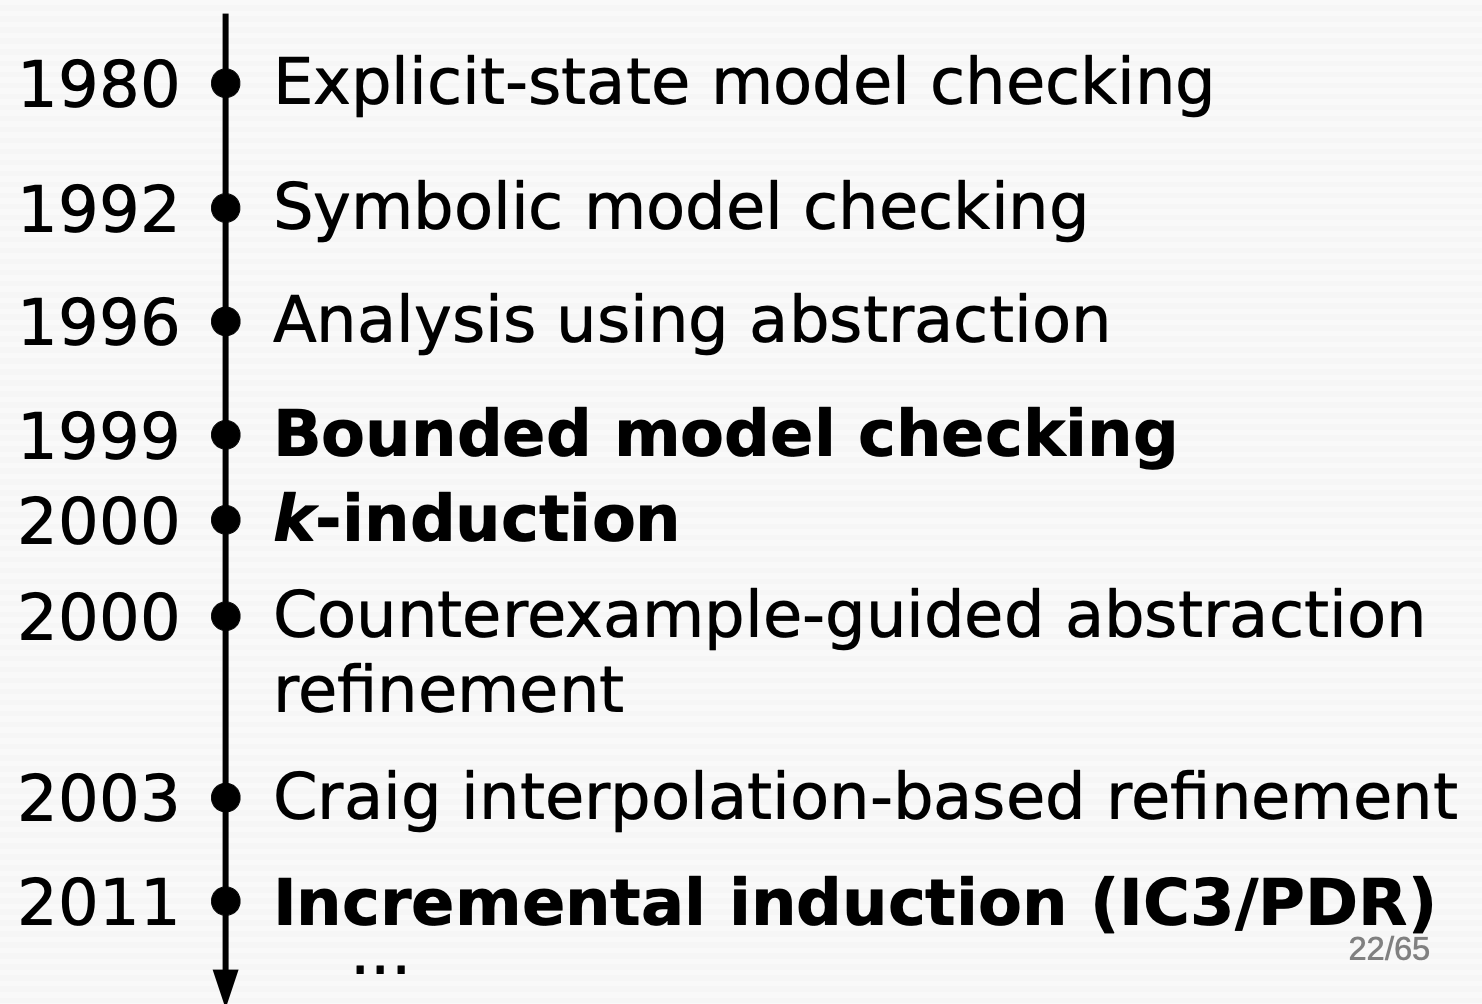 1980 Explicit-state model checking
1992 Symbolic model checking
1996 Analysis using abstraction
1999 Bounded model checking
2000 k-induction
2000 Counterexample-guided abstraction
refinement
2003 Craig interpolation-based refinement
2011 Incremental induction (IC3/PDR)
...
22/65